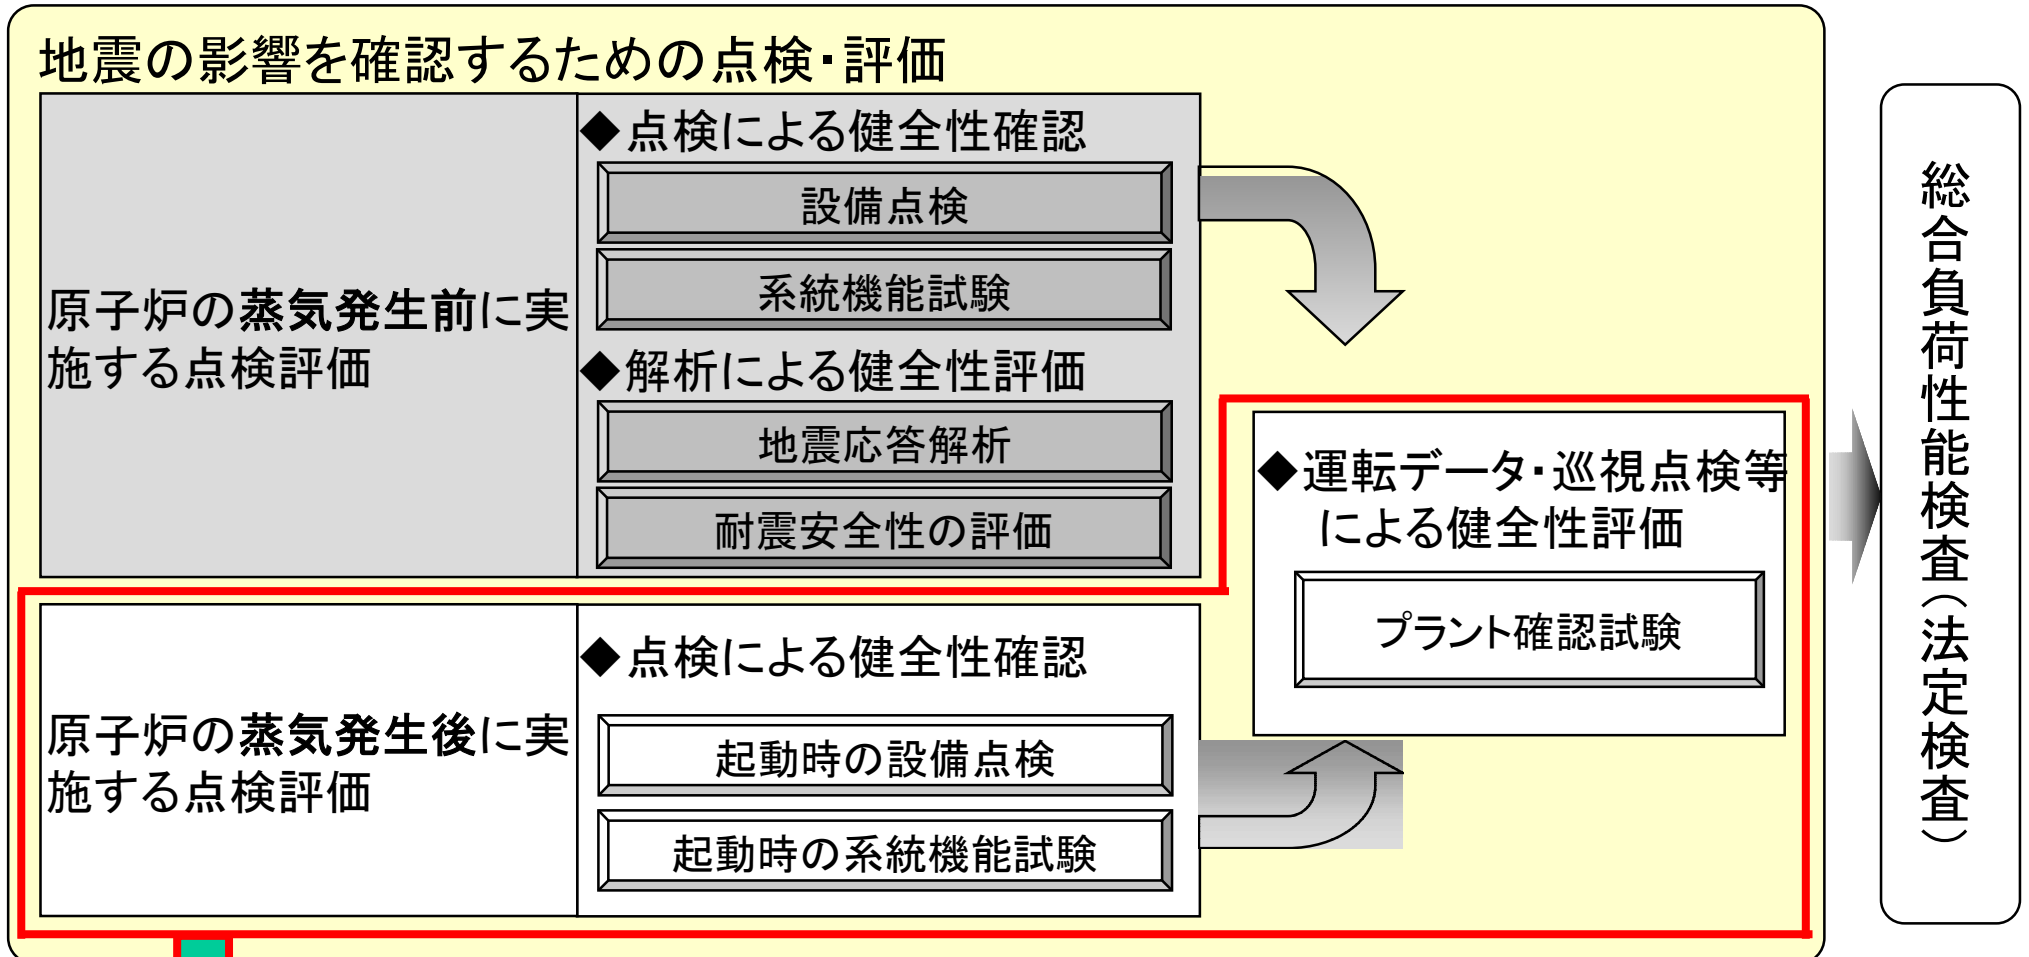 地震の影響を確認するための点検・評価
原子炉の蒸気発生前に実
施する点検評価
◆点検による健全性確認
設備点検
系統機能試験
◆解析による健全性評価
地震応答解析
耐震安全性の評価
原子炉の蒸気発生後に実
施する点検評価
◆点検による健全性確認
起動時の設備点検
起動時の系統機能試験
◆運転データ・巡視点検等
による健全性評価
プラント確認試験
総合負荷性能検査（法定検査）